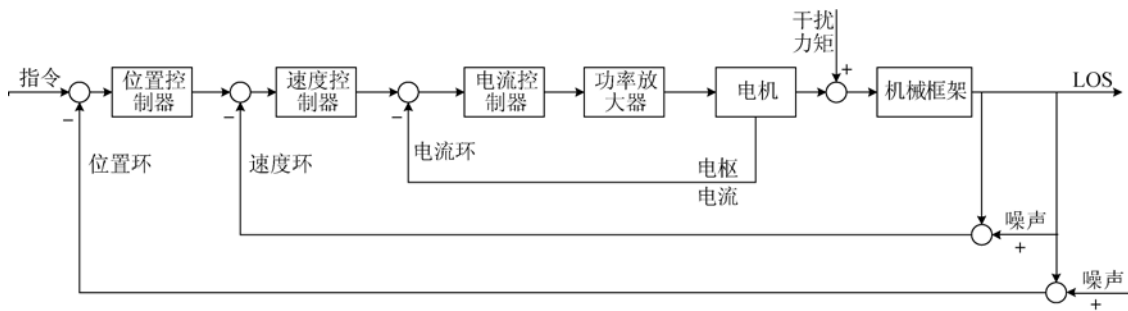 干扰
力矩
指令
位置控
制器
速度控
制器
电流控
制器
功率放
大器
电机
+
机械框架
LOS
−
−
−
位置环
速度环
电流环
电枢
电流
噪声
+
噪声
+